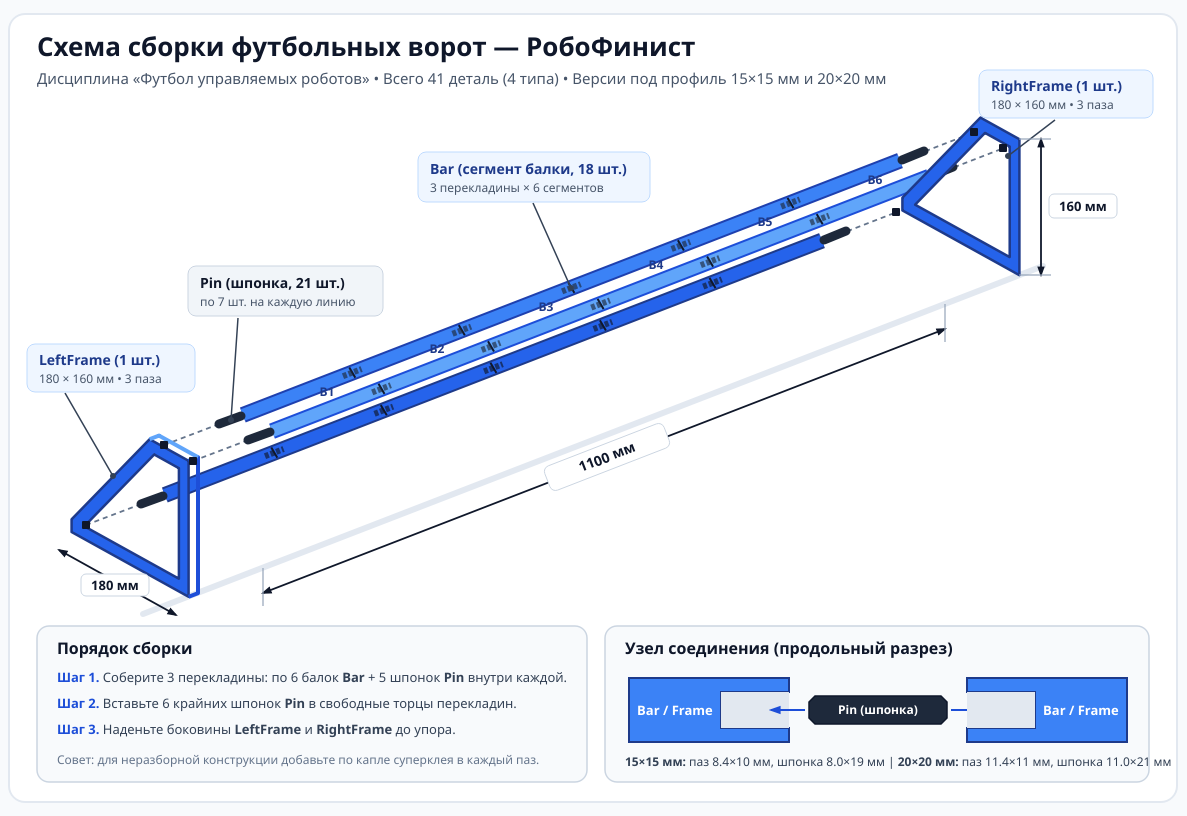 Схема сборки футбольных ворот — РобоФинист
Дисциплина «Футбол управляемых роботов» • Всего 41 деталь (4 типа) • Версии под профиль 15×15 мм и 20×20 мм
RightFrame (1 шт.)
180 × 160 мм • 3 паза
Bar (сегмент балки, 18 шт.)
3 перекладины × 6 сегментов
160 мм
Pin (шпонка, 21 шт.)
по 7 шт. на каждую линию
LeftFrame (1 шт.)
180 × 160 мм • 3 паза
B1
B2
B3
B4
B5
B6
1100 мм
180 мм
Порядок сборки
Шаг 1. Соберите 3 перекладины: по 6 балок Bar + 5 шпонок Pin внутри каждой.
Шаг 2. Вставьте 6 крайних шпонок Pin в свободные торцы перекладин.
Шаг 3. Наденьте боковины LeftFrame и RightFrame до упора.
Совет: для неразборной конструкции добавьте по капле суперклея в каждый паз.
Узел соединения (продольный разрез)
Bar / Frame
Pin (шпонка)
Bar / Frame
15×15 мм: паз 8.4×10 мм, шпонка 8.0×19 мм | 20×20 мм: паз 11.4×11 мм, шпонка 11.0×21 мм